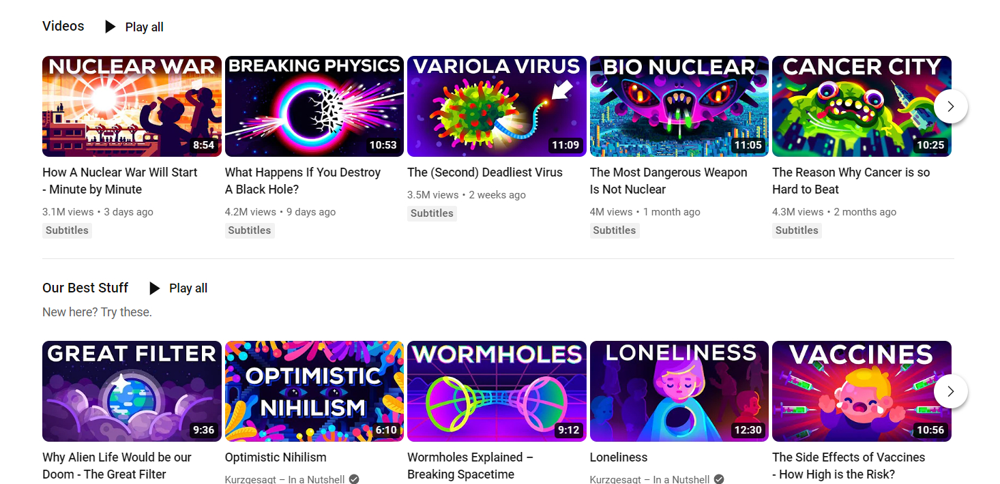 Videos Play all
NUCLEAR WAR
8:54
BREAKING PHYSICS
10:53
VARIOLA VIRUS
11:09
BIO NUCLEAR
11:05
CANCER CITY
10:25
How A Nuclear War Will Start
- Minute by Minute
3.1M views • 3 days ago
Subtitles
What Happens If You Destroy
A Black Hole?
4.2M views • 9 days ago
Subtitles
The (Second) Deadliest Virus
3.5M views • 2 weeks ago
Subtitles
The Most Dangerous Weapon
Is Not Nuclear
4M views • 1 month ago
Subtitles
The Reason Why Cancer is so
Hard to Beat
4.3M views • 2 months ago
Subtitles
Our Best Stuff Play all
New here? Try these.
GREAT FILTER
9:36
OPTIMISTIC
NIHILISM
6:10
WORMHOLES
9:12
LONELINESS
12:30
VACCINES
10:56
Why Alien Life Would be our
Doom - The Great Filter
Optimistic Nihilism
Kurzgesagt – In a Nutshell
Wormholes Explained –
Breaking Spacetime
Loneliness
Kurzgesagt – In a Nutshell
The Side Effects of Vaccines
- How High is the Risk?